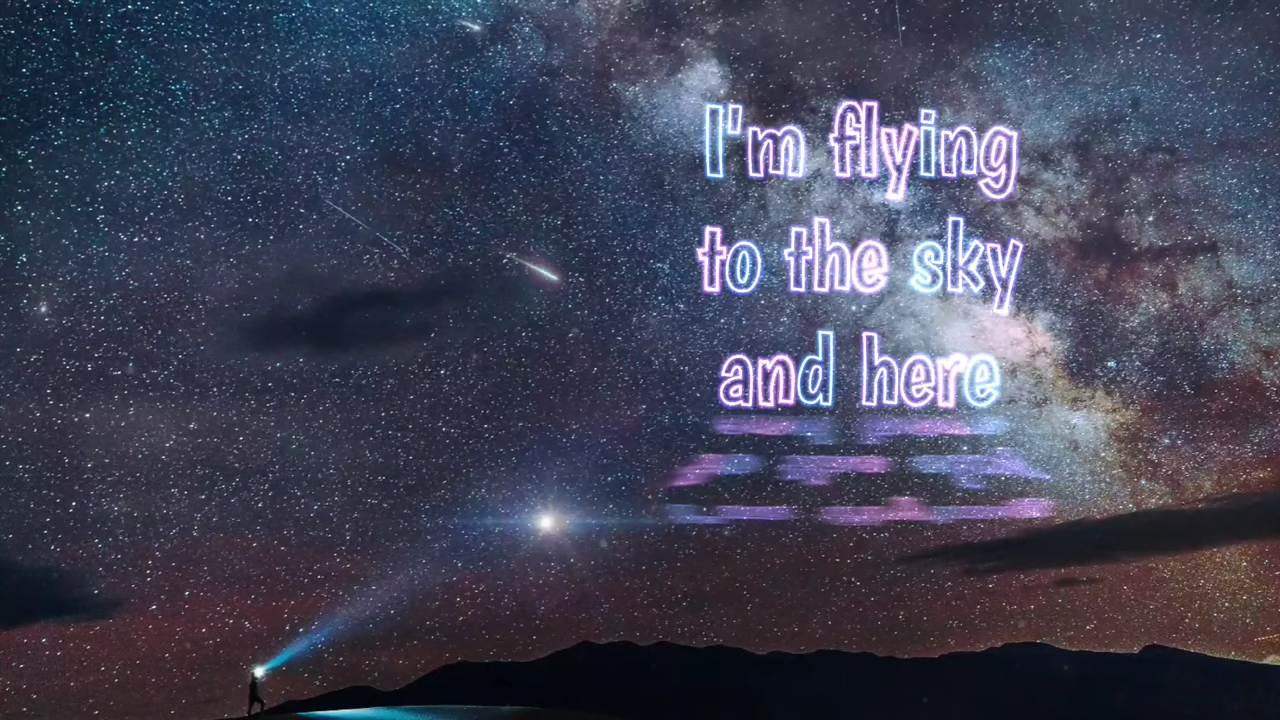 I'm flying
to the sky
and here